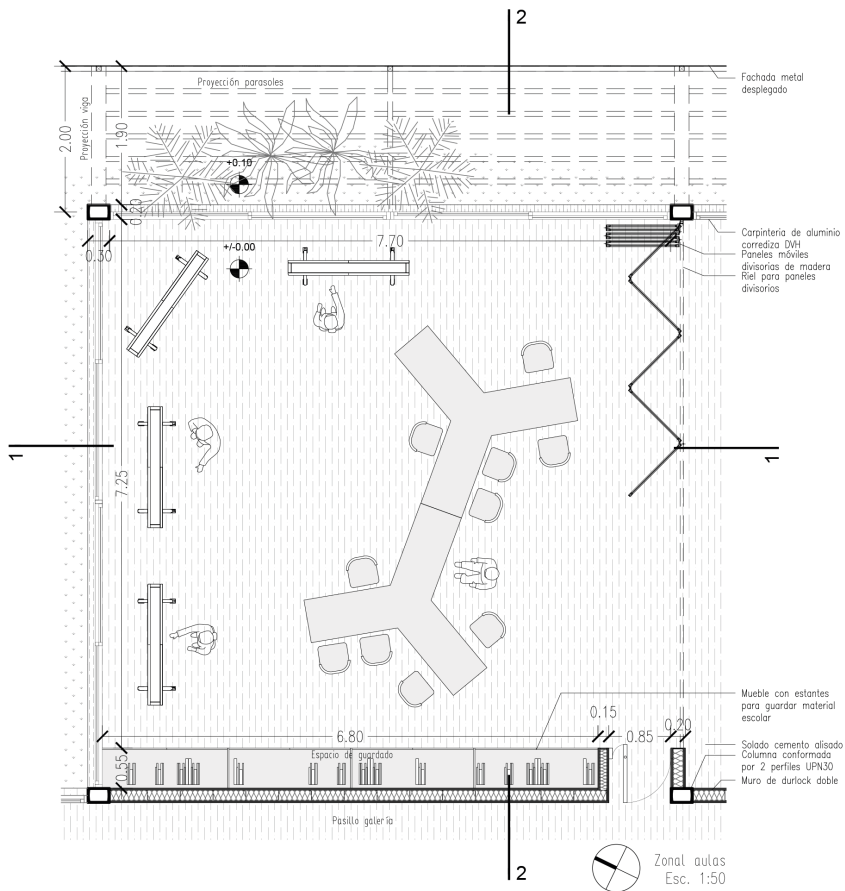 2
Proyección parasoles
Fachada metal
desplegado
Proyección viga
2.00
1.90
+0.10
0.20
0.30
7.70
+/-0.00
Carpinteria de aluminio
corrediza DVH
Paneles móviles
divisorias de madera
Riel para paneles
divisorios
1
1
7.25
Mueble con estantes
para guardar material
escolar
0.15
6.80
0.85
0.20
Espacio de guardado
0.55
Solado cemento alisado
Columna conformada
por 2 perfiles UPN30
Muro de durlock doble
Pasillo galería
2
Zonal aulas
Esc. 1:50